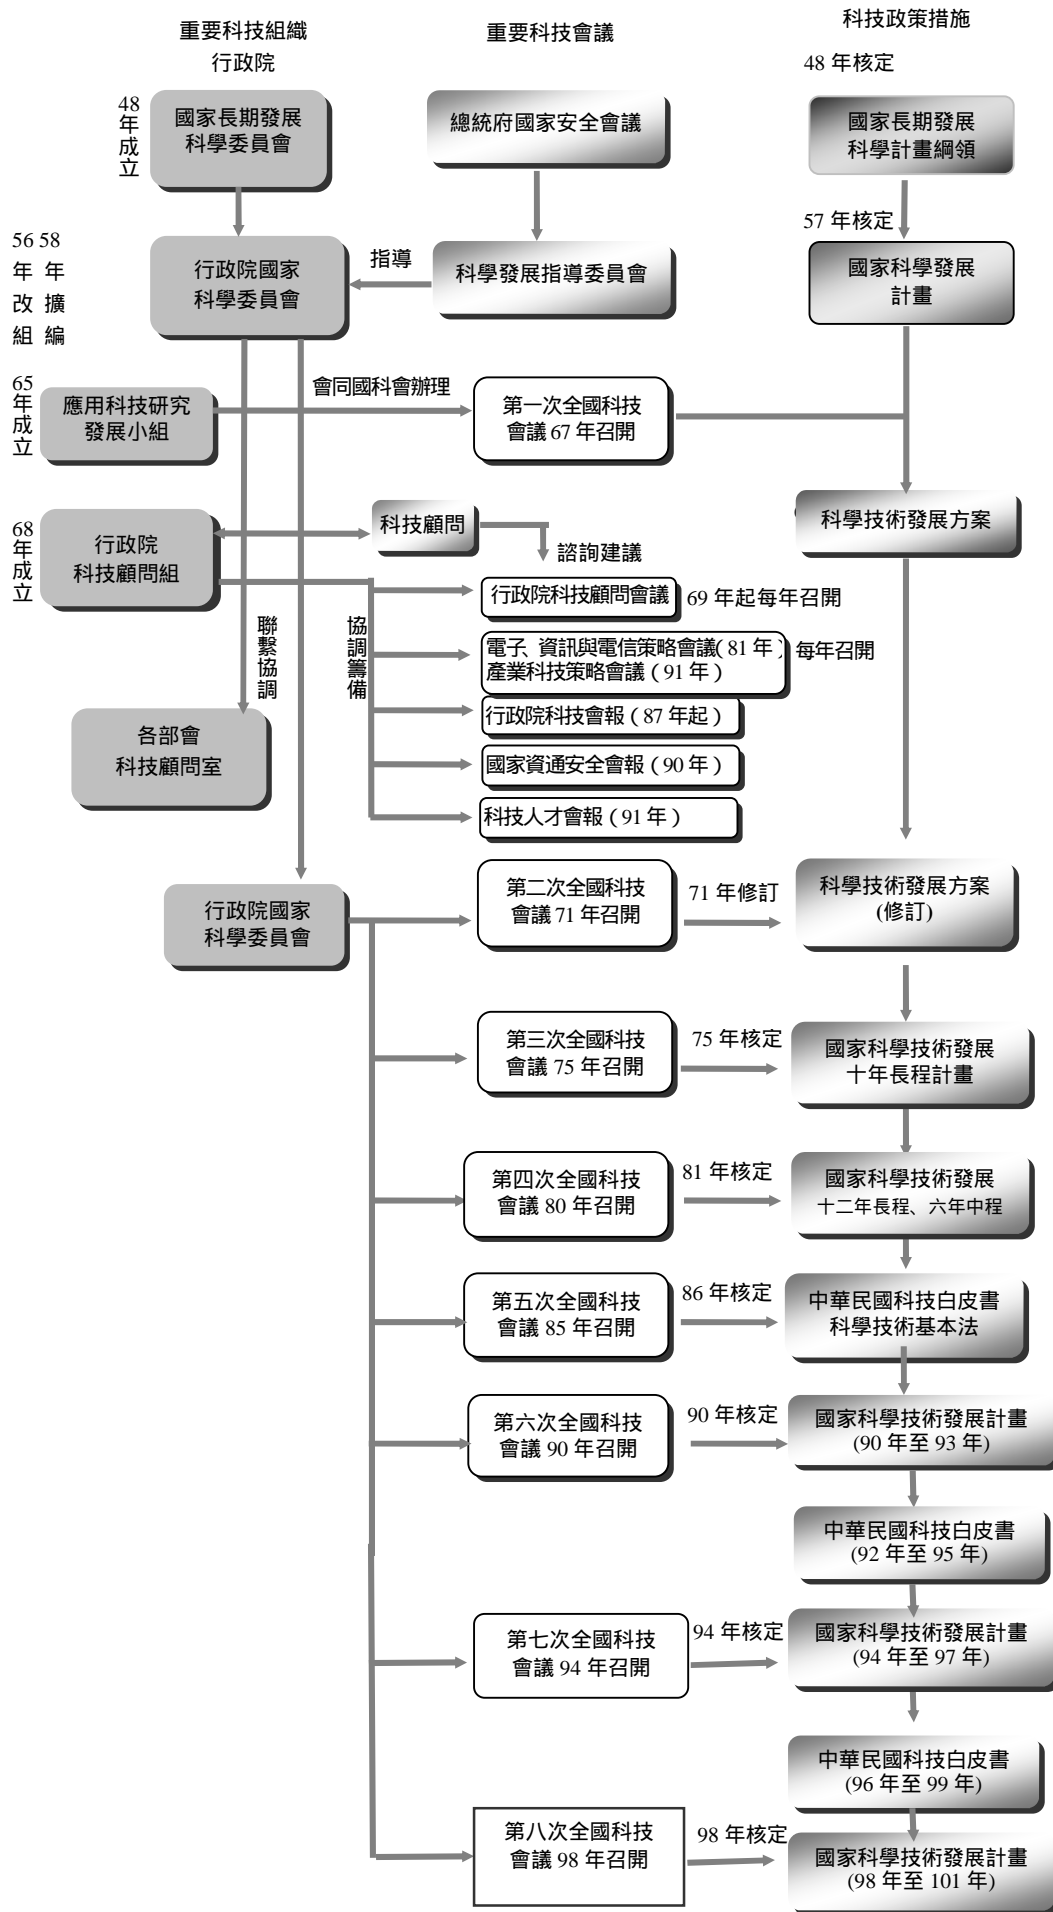 重要科技組織
行政院
重要科技會議
科技政策措施
48 年核定
48年成立
國家長期發展
科學委員會
總統府國家安全會議
國家長期發展
科學計畫綱領
57 年核定
56年改組
58年擴編
行政院國家
科學委員會
指導
科學發展指導委員會
國家科學發展
計畫
65年成立
應用科技研究
發展小組
會同國科會辦理
第一次全國科技
會議 67 年召開
68年成立
行政院
科技顧問組
科技顧問
諮詢建議
科學技術發展方案
行政院科技顧問會議
69 年起每年召開
聯繫協調
協調籌備
電子、資訊與電信策略會議(81 年)
產業科技策略會議（91 年）
每年召開
行政院科技會報（87 年起）
各部會
科技顧問室
國家資通安全會報（90 年）
科技人才會報（91 年）
行政院國家
科學委員會
第二次全國科技
會議 71 年召開
71 年修訂
科學技術發展方案
(修訂)
第三次全國科技
會議 75 年召開
75 年核定
國家科學技術發展
十年長程計畫
第四次全國科技
會議 80 年召開
81 年核定
國家科學技術發展
十二年長程、六年中程
第五次全國科技
會議 85 年召開
86 年核定
中華民國科技白皮書
科學技術基本法
第六次全國科技
會議 90 年召開
90 年核定
國家科學技術發展計畫
(90 年至 93 年)
中華民國科技白皮書
(92 年至 95 年)
第七次全國科技
會議 94 年召開
94 年核定
國家科學技術發展計畫
(94 年至 97 年)
中華民國科技白皮書
(96 年至 99 年)
第八次全國科技
會議 98 年召開
98 年核定
國家科學技術發展計畫
(98 年至 101 年)